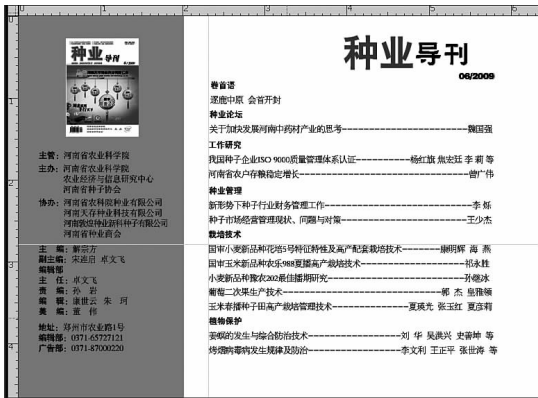 种业导刊
主管：河南省农业科学院
主办：河南省农业科学院
农业经济与信息研究中心
河南省种子协会
协办：河南省农科院种业有限公司
河南天存种业科技有限公司
河南敦煌种业新科种子有限公司
河南省种业商会
主 编：解宗方
副主编：宋连启 卓文飞
编辑部
主 任：卓文飞
责 编：孙 岩
编 辑：康世云 朱 珂
美 编：董 伟
地址：郑州市农业路1号
编辑部：0371-65727121
广告部：0371-87000220
种业导刊
06/2009
卷首语
逐鹿中原 会首开封
种业论坛
关于加快发展河南中药材产业的思考-----------------魏国强
工作研究
我国种子企业ISO 9000质量管理体系认证-----------杨红旗 焦宏廷 李 莉 等
河南省农户存粮稳定增长-----------------曾广伟
种业管理
新形势下种子行业财务管理工作-----------------李 烁
种子市场经营管理现状、问题与对策-----------------王少杰
栽培技术
国审小麦新品种花培5号特征特性及高产配套栽培技术--------康明辉 海 燕
国审玉米新品种农乐988夏播高产栽培技术-----------------祁永胜
小麦新品种豫农202最佳播期研究-----------------孙继冰
葡萄二次果生产技术-----------------郭 杰 皇雅领
玉米春播种子田高产栽培管理技术-----------夏英光 张玉红 夏彦莉
植物保护
姜螟的发生与综合防治技术-----------------刘 华 吴洪兴 史善坤 等
烤烟病毒病发生规律及防治-----------------李文利 王正平 张世涛 等